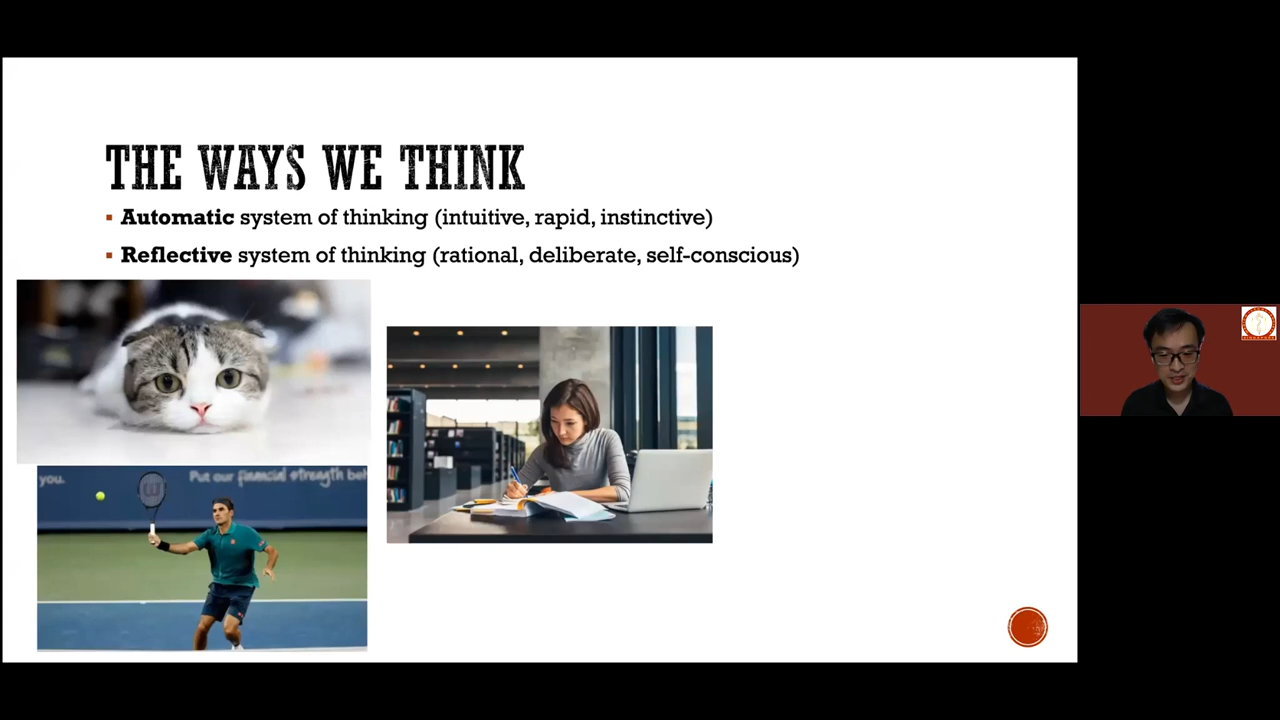 THE WAYS WE THINK
Automatic system of thinking (intuitive, rapid, instinctive)
Reflective system of thinking (rational, deliberate, self-conscious)
you.
Put our financial strength beh
W